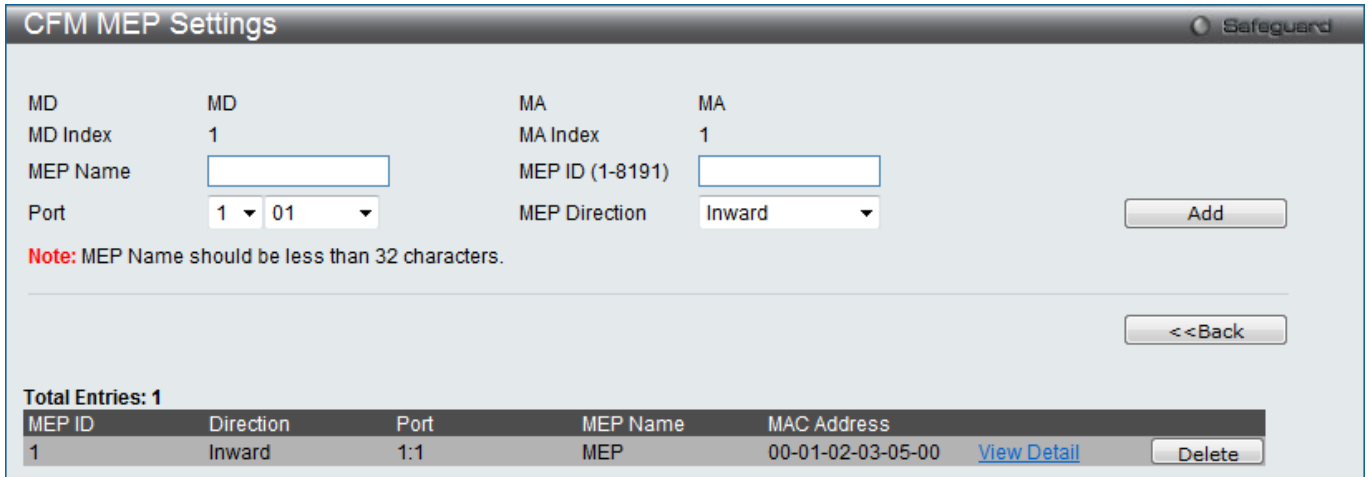 CFM MEP Settings Safeguard
MD MD MA MA
MD Index 1 MA Index 1
MEP Name MEP ID (1-8191)
Port 1 01 MEP Direction Inward Add
Note: MEP Name should be less than 32 characters.
<<Back
Total Entries: 1
MEP ID Direction Port MEP Name MAC Address
1 Inward 1:1 MEP 00-01-02-03-05-00 View Detail Delete